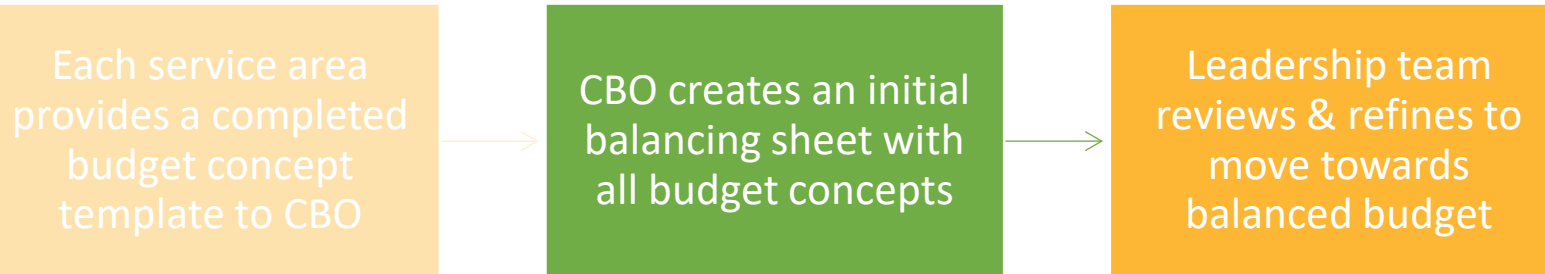 Each service area
provides a completed
budget concept
template to CBO
CBO creates an initial
balancing sheet with
all budget concepts
Leadership team
reviews & refines to
move towards
balanced budget